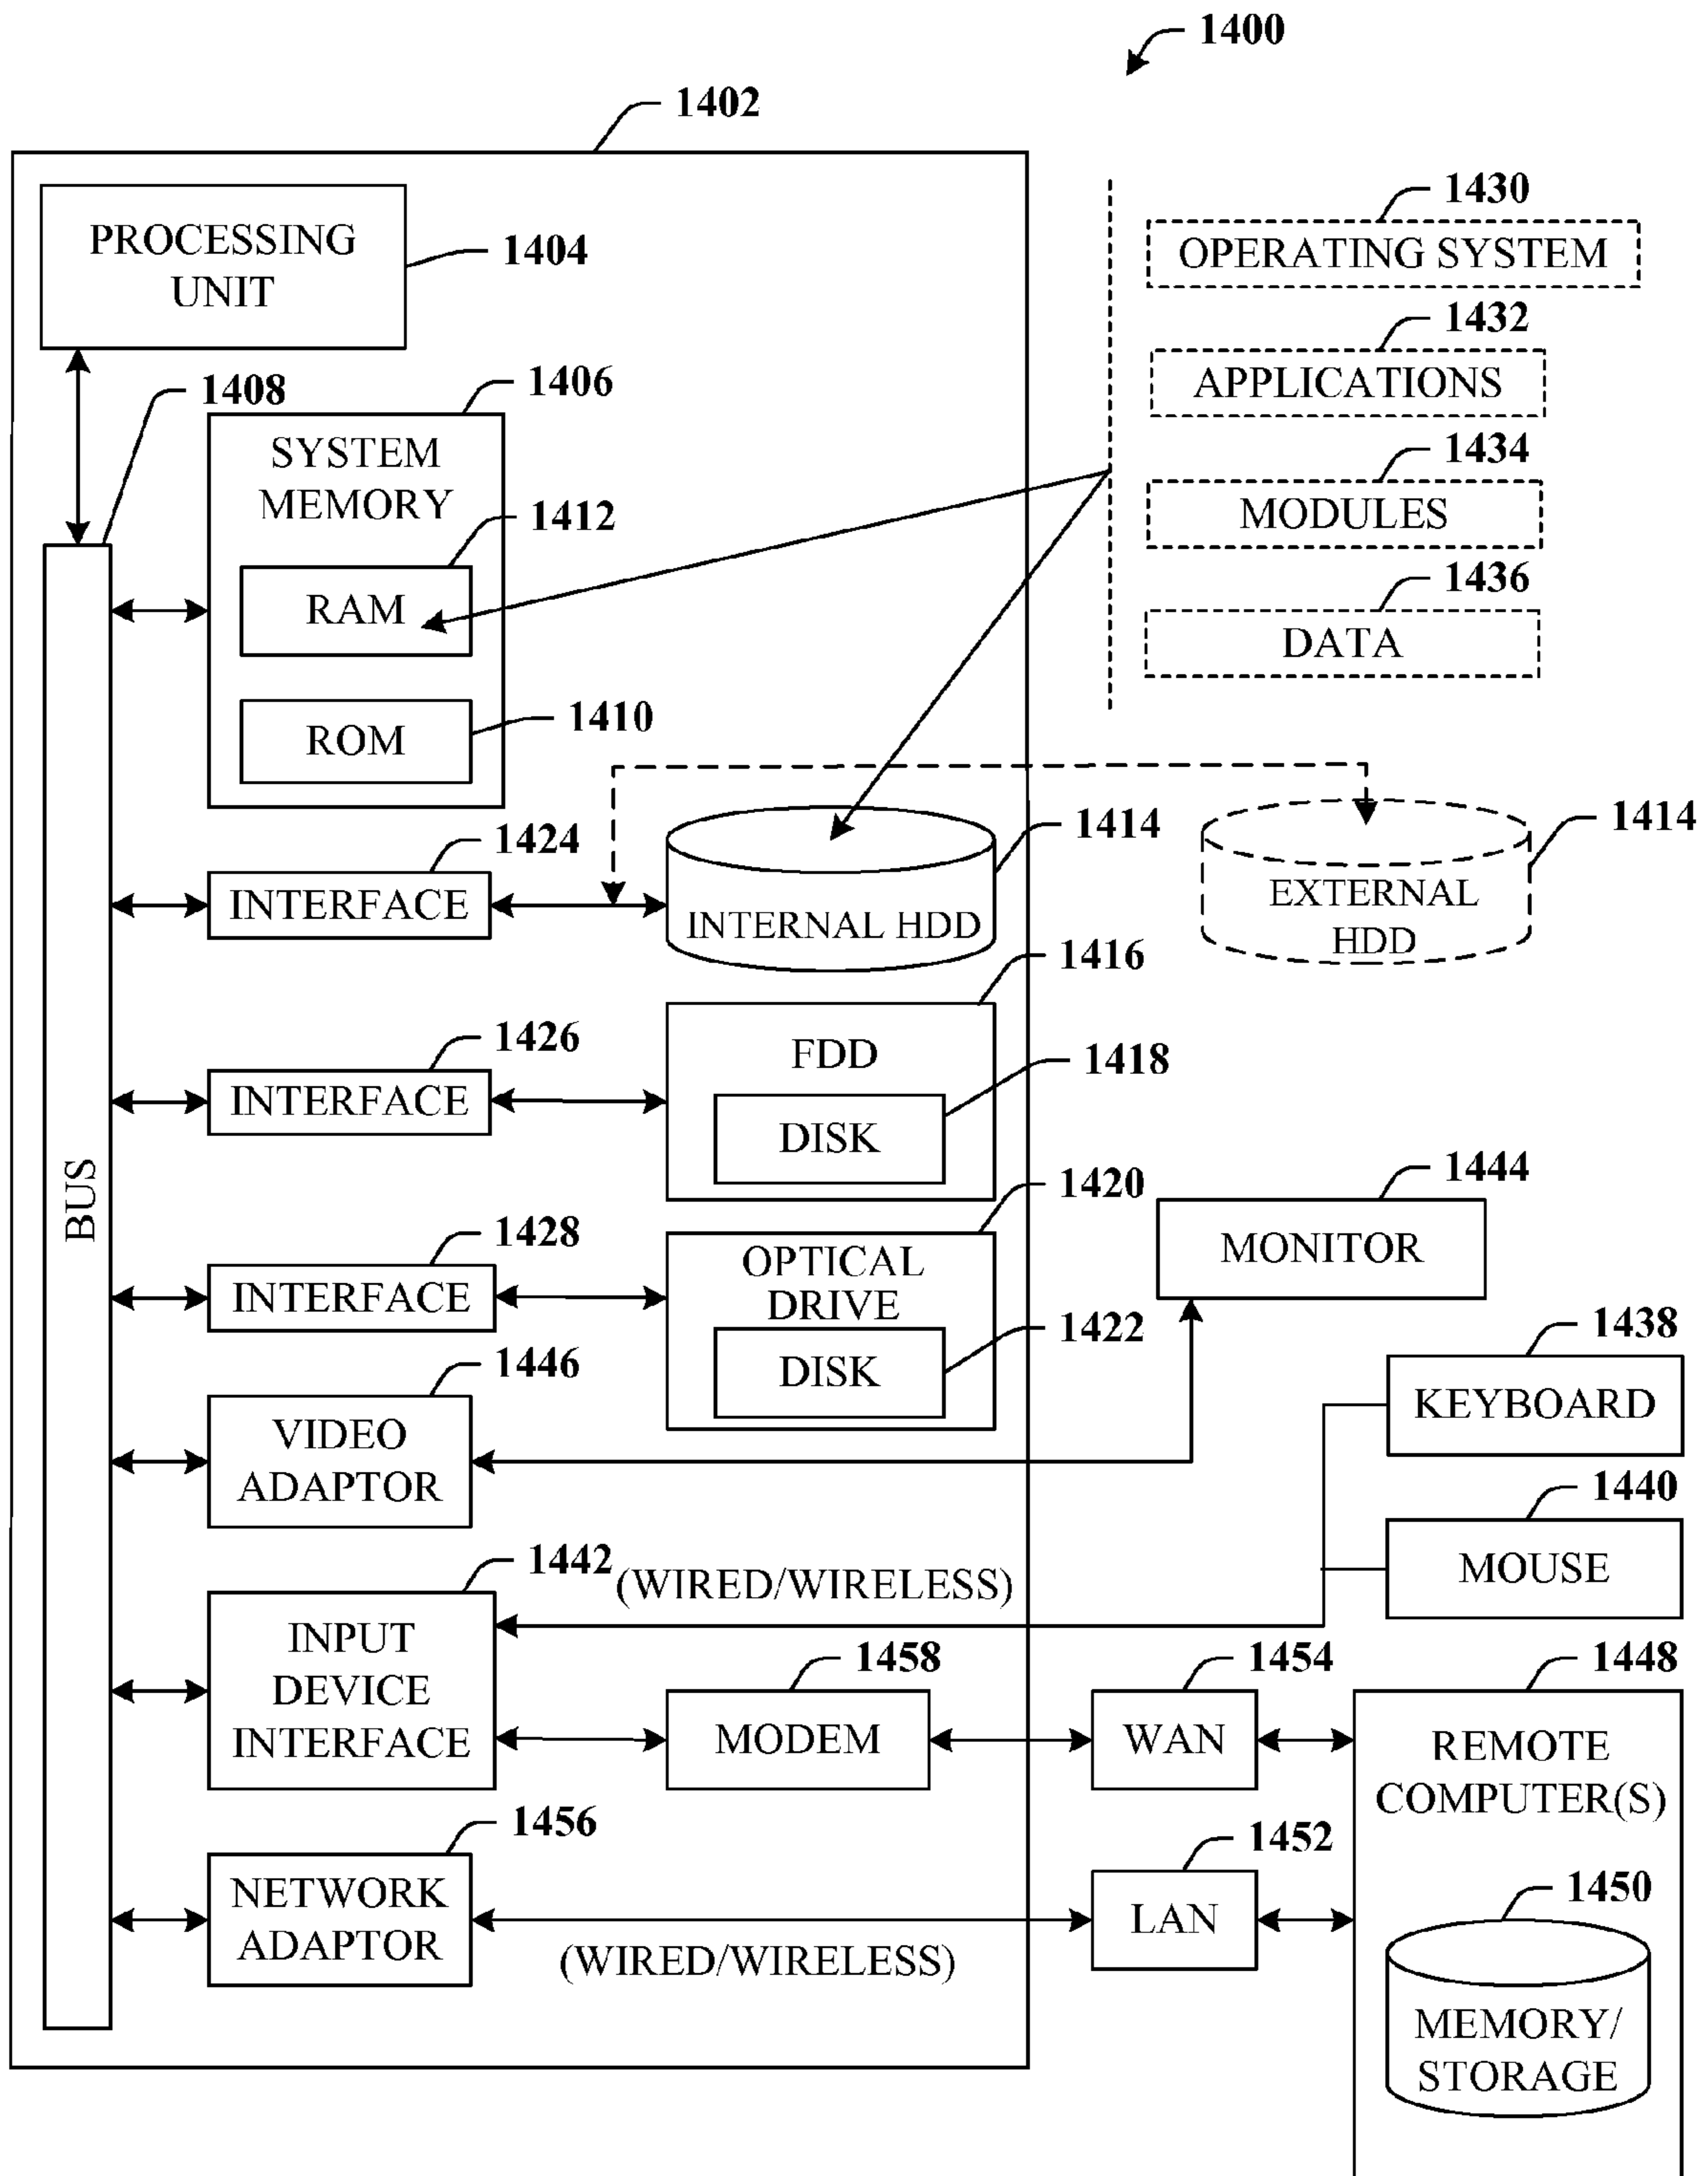 1400
1402
PROCESSING
UNIT
1404
1430
OPERATING SYSTEM
1432
APPLICATIONS
1434
MODULES
1436
DATA
1408
1406
SYSTEM
MEMORY
1412
RAM
1410
ROM
1424
INTERFACE
1414
INTERNAL HDD
1414
EXTERNAL
HDD
1426
INTERFACE
1416
FDD
1418
DISK
BUS
1428
INTERFACE
1420
OPTICAL
DRIVE
1422
DISK
1444
MONITOR
1446
VIDEO
ADAPTOR
1438
KEYBOARD
1440
MOUSE
1442
(WIRED/WIRELESS)
INPUT
DEVICE
INTERFACE
1458
MODEM
1454
WAN
1448
REMOTE
COMPUTER(S)
1456
NETWORK
ADAPTOR
(WIRED/WIRELESS)
1452
LAN
1450
MEMORY/
STORAGE